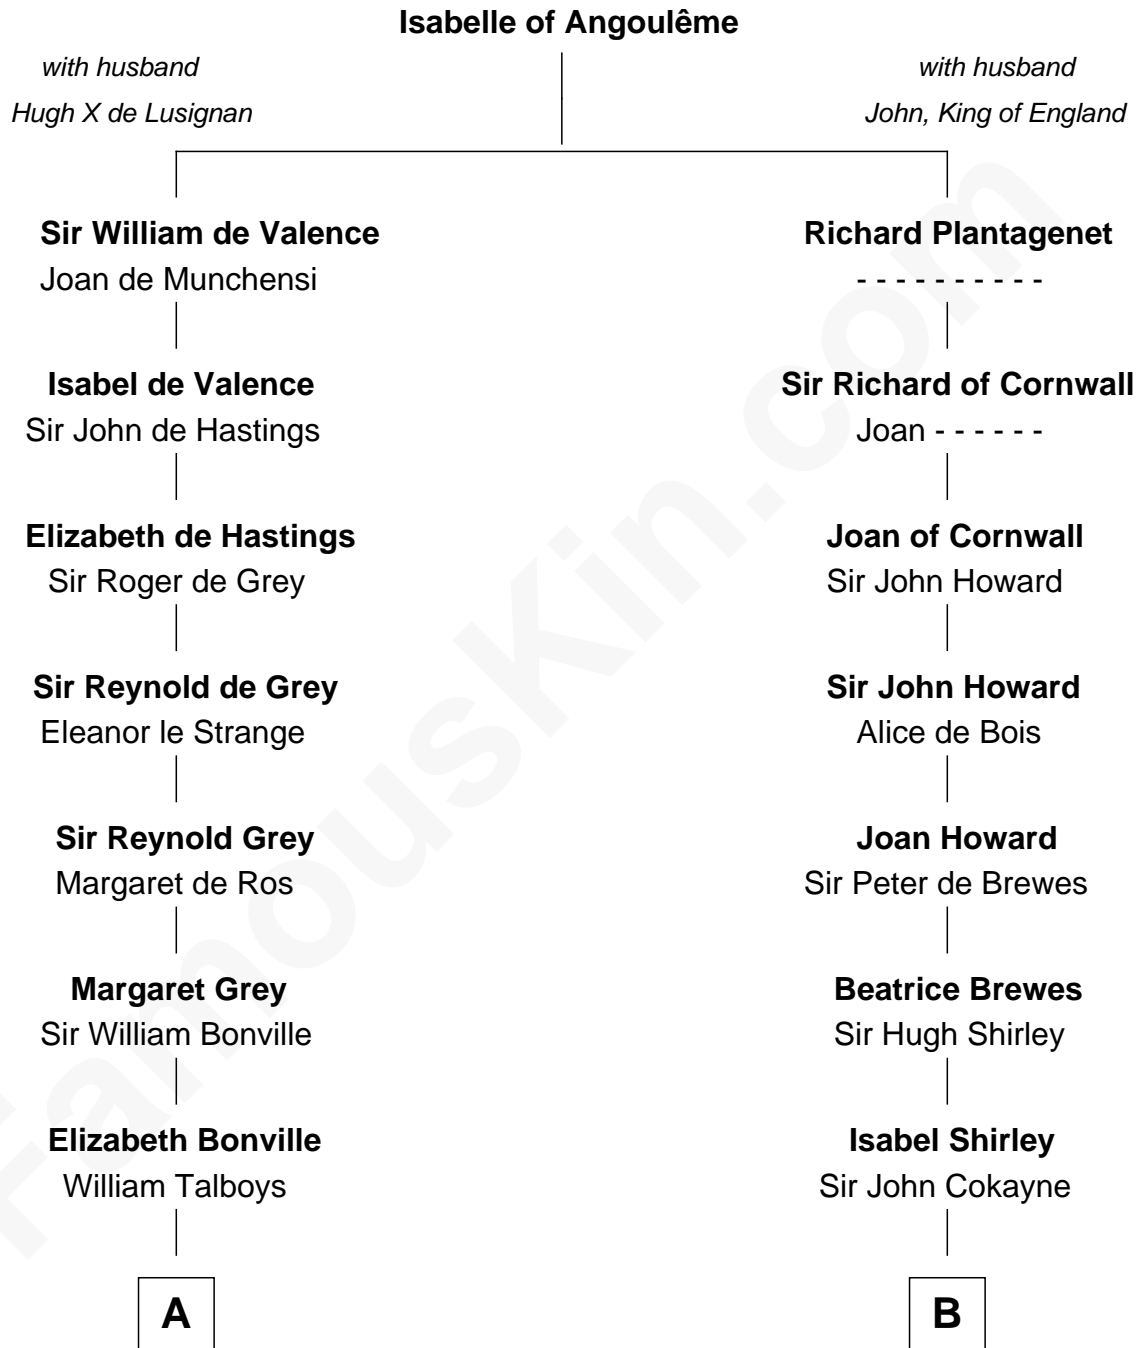 Isabelle of Angoulême
with husband
Hugh X de Lusignan
with husband
John, King of England
Sir William de Valence
Joan de Munchensi
Richard Plantagenet
- - - - - - - - - -
Isabel de Valence
Sir John de Hastings
Sir Richard of Cornwall
Joan - - - - - -
Elizabeth de Hastings
Sir Roger de Grey
Joan of Cornwall
Sir John Howard
Sir Reynold de Grey
Eleanor le Strange
Sir John Howard
Alice de Bois
Sir Reynold Grey
Margaret de Ros
Joan Howard
Sir Peter de Brewes
Margaret Grey
Sir William Bonville
Beatrice Brewes
Sir Hugh Shirley
Elizabeth Bonville
William Talboys
Isabel Shirley
Sir John Cokayne
A
B
FamousKin.com